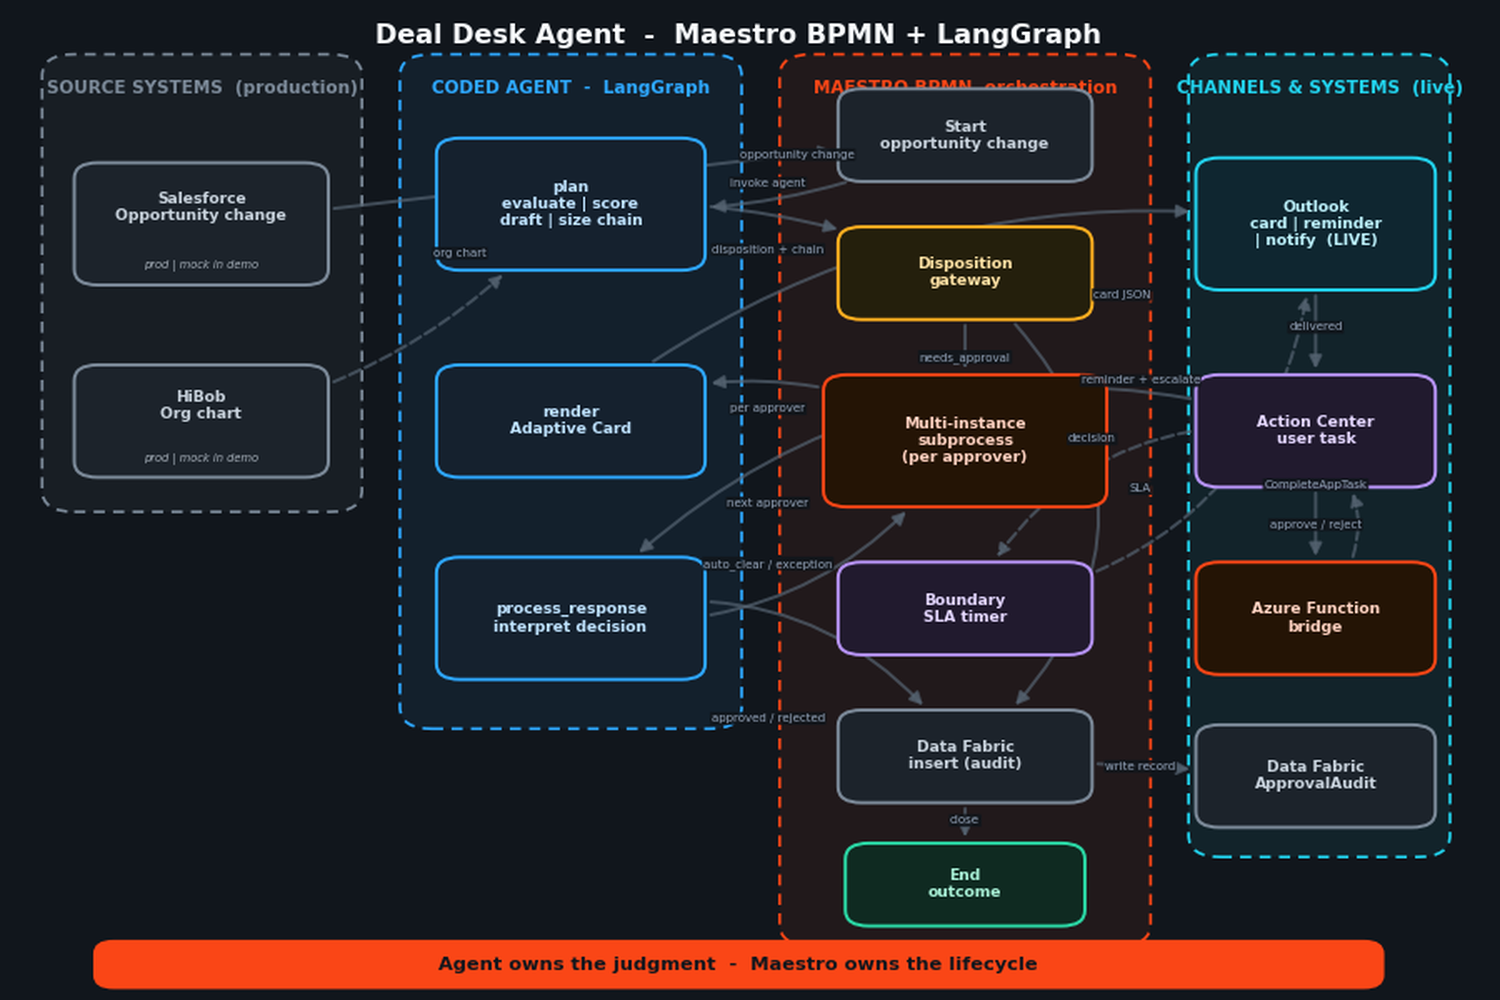 Deal Desk Agent - Maestro BPMN + LangGraph
SOURCE SYSTEMS (production)
Salesforce
Opportunity change
prod | mock in demo
HiBob
Org chart
prod | mock in demo
CODED AGENT - LangGraph
plan
evaluate | score
draft | size chain
org chart
render
Adaptive Card
process_response
interpret decision
opportunity change
invoke agent
disposition + chain
per approver
next approver
auto_clear / exception
approved / rejected
MAESTRO BPMN orchestration
Start
opportunity change
Disposition
gateway
card JSON
needs_approval
reminder + escalate
Multi-instance
subprocess
(per approver)
decision
SLA
Boundary
SLA timer
Data Fabric
insert (audit)
write record
close
End
outcome
CHANNELS & SYSTEMS (live)
Outlook
card | reminder
| notify (LIVE)
delivered
Action Center
user task
CompleteAppTask
approve / reject
Azure Function
bridge
Data Fabric
ApprovalAudit
Agent owns the judgment - Maestro owns the lifecycle